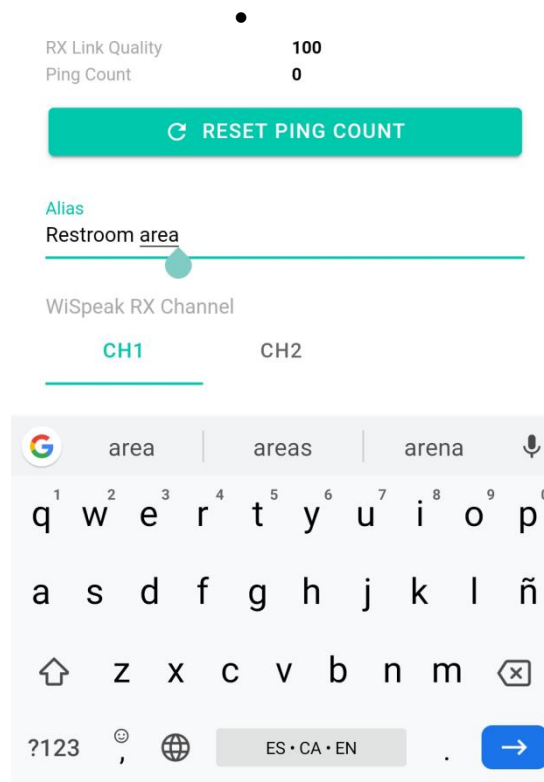 RX Link Quality 100
Ping Count 0
RESET PING COUNT
Alias
Restroom area
WiSpeak RX Channel
CH1 CH2
G area areas arena
1 2 3 4 5 6 7 8 9 0
q w e r t y u i o p
a s d f g h j k l ñ
z x c v b n m
?123 , ES • CA • EN .